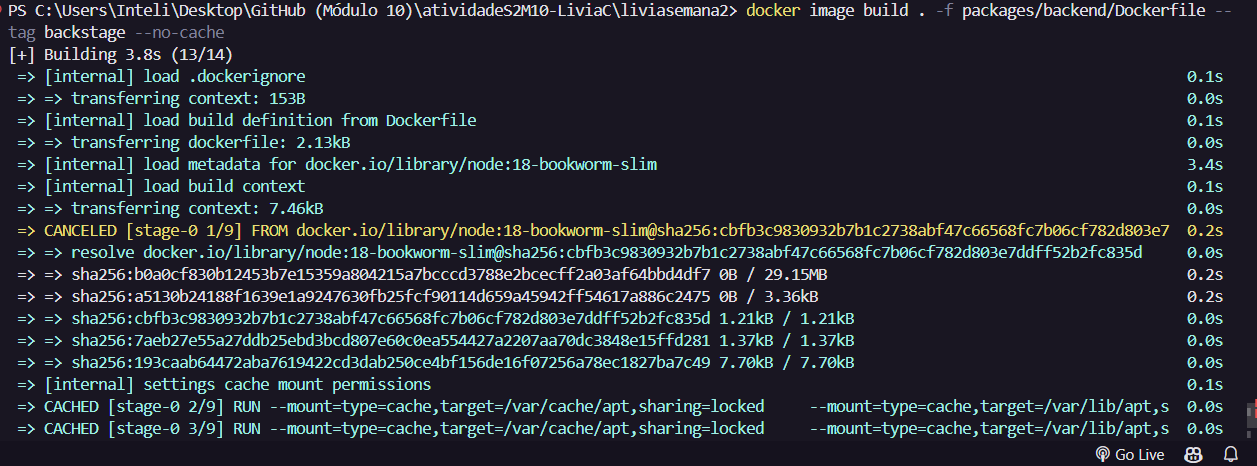 PS C:\Users\Inteli\Desktop\GitHub (Módulo 10)\atividadeS2M10-LiviaC\liviasemana2> docker image build . -f packages/backend/Dockerfile --
tag backstage --no-cache
[+] Building 3.8s (13/14)
=> [internal] load .dockerignore 0.1s
=> => transferring context: 153B 0.0s
=> [internal] load build definition from Dockerfile 0.1s
=> => transferring dockerfile: 2.13kB 0.0s
=> [internal] load metadata for docker.io/library/node:18-bookworm-slim 3.4s
=> [internal] load build context 0.1s
=> => transferring context: 7.46kB 0.0s
=> CANCELED [stage-0 1/9] FROM docker.io/library/node:18-bookworm-slim@sha256:cbfb3c9830932b7b1c2738abf47c66568fc7b06cf782d803e7 0.2s
=> => resolve docker.io/library/node:18-bookworm-slim@sha256:cbfb3c9830932b7b1c2738abf47c66568fc7b06cf782d803e7ddff52b2fc835d 0.0s
=> => sha256:b0a0cf830b12453b7e15359a804215a7bcccd3788e2bcecff2a03af64bbd4df7 0B / 29.15MB 0.2s
=> => sha256:a5130b24188f1639e1a9247630fb25fcf90114d659a45942ff54617a886c2475 0B / 3.36kB 0.2s
=> => sha256:cbfb3c9830932b7b1c2738abf47c66568fc7b06cf782d803e7ddff52b2fc835d 1.21kB / 1.21kB 0.0s
=> => sha256:7aeb27e55a27ddb25ebd3bcd807e60c0ea554427a2207aa70dc3848e15ffd281 1.37kB / 1.37kB 0.0s
=> => sha256:193caab64472aba7619422cd3dab250ce4bf156de16f07256a78ec1827ba7c49 7.70kB / 7.70kB 0.0s
=> [internal] settings cache mount permissions 0.1s
=> CACHED [stage-0 2/9] RUN --mount=type=cache,target=/var/cache/apt,sharing=locked --mount=type=cache,target=/var/lib/apt,s 0.0s
=> CACHED [stage-0 3/9] RUN --mount=type=cache,target=/var/cache/apt,sharing=locked --mount=type=cache,target=/var/lib/apt,s 0.0s
Go Live